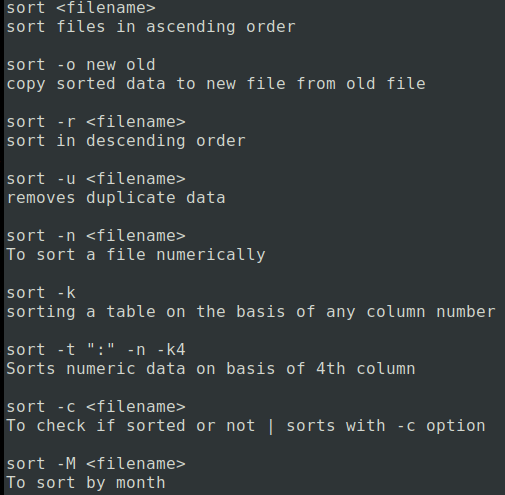 sort <filename>
sort files in ascending order
sort -o new old
copy sorted data to new file from old file
sort -r <filename>
sort in descending order
sort -u <filename>
removes duplicate data
sort -n <filename>
To sort a file numerically
sort -k
sorting a table on the basis of any column number
sort -t ":" -n -k4
Sorts numeric data on basis of 4th column
sort -c <filename>
To check if sorted or not | sorts with -c option
sort -M <filename>
To sort by month